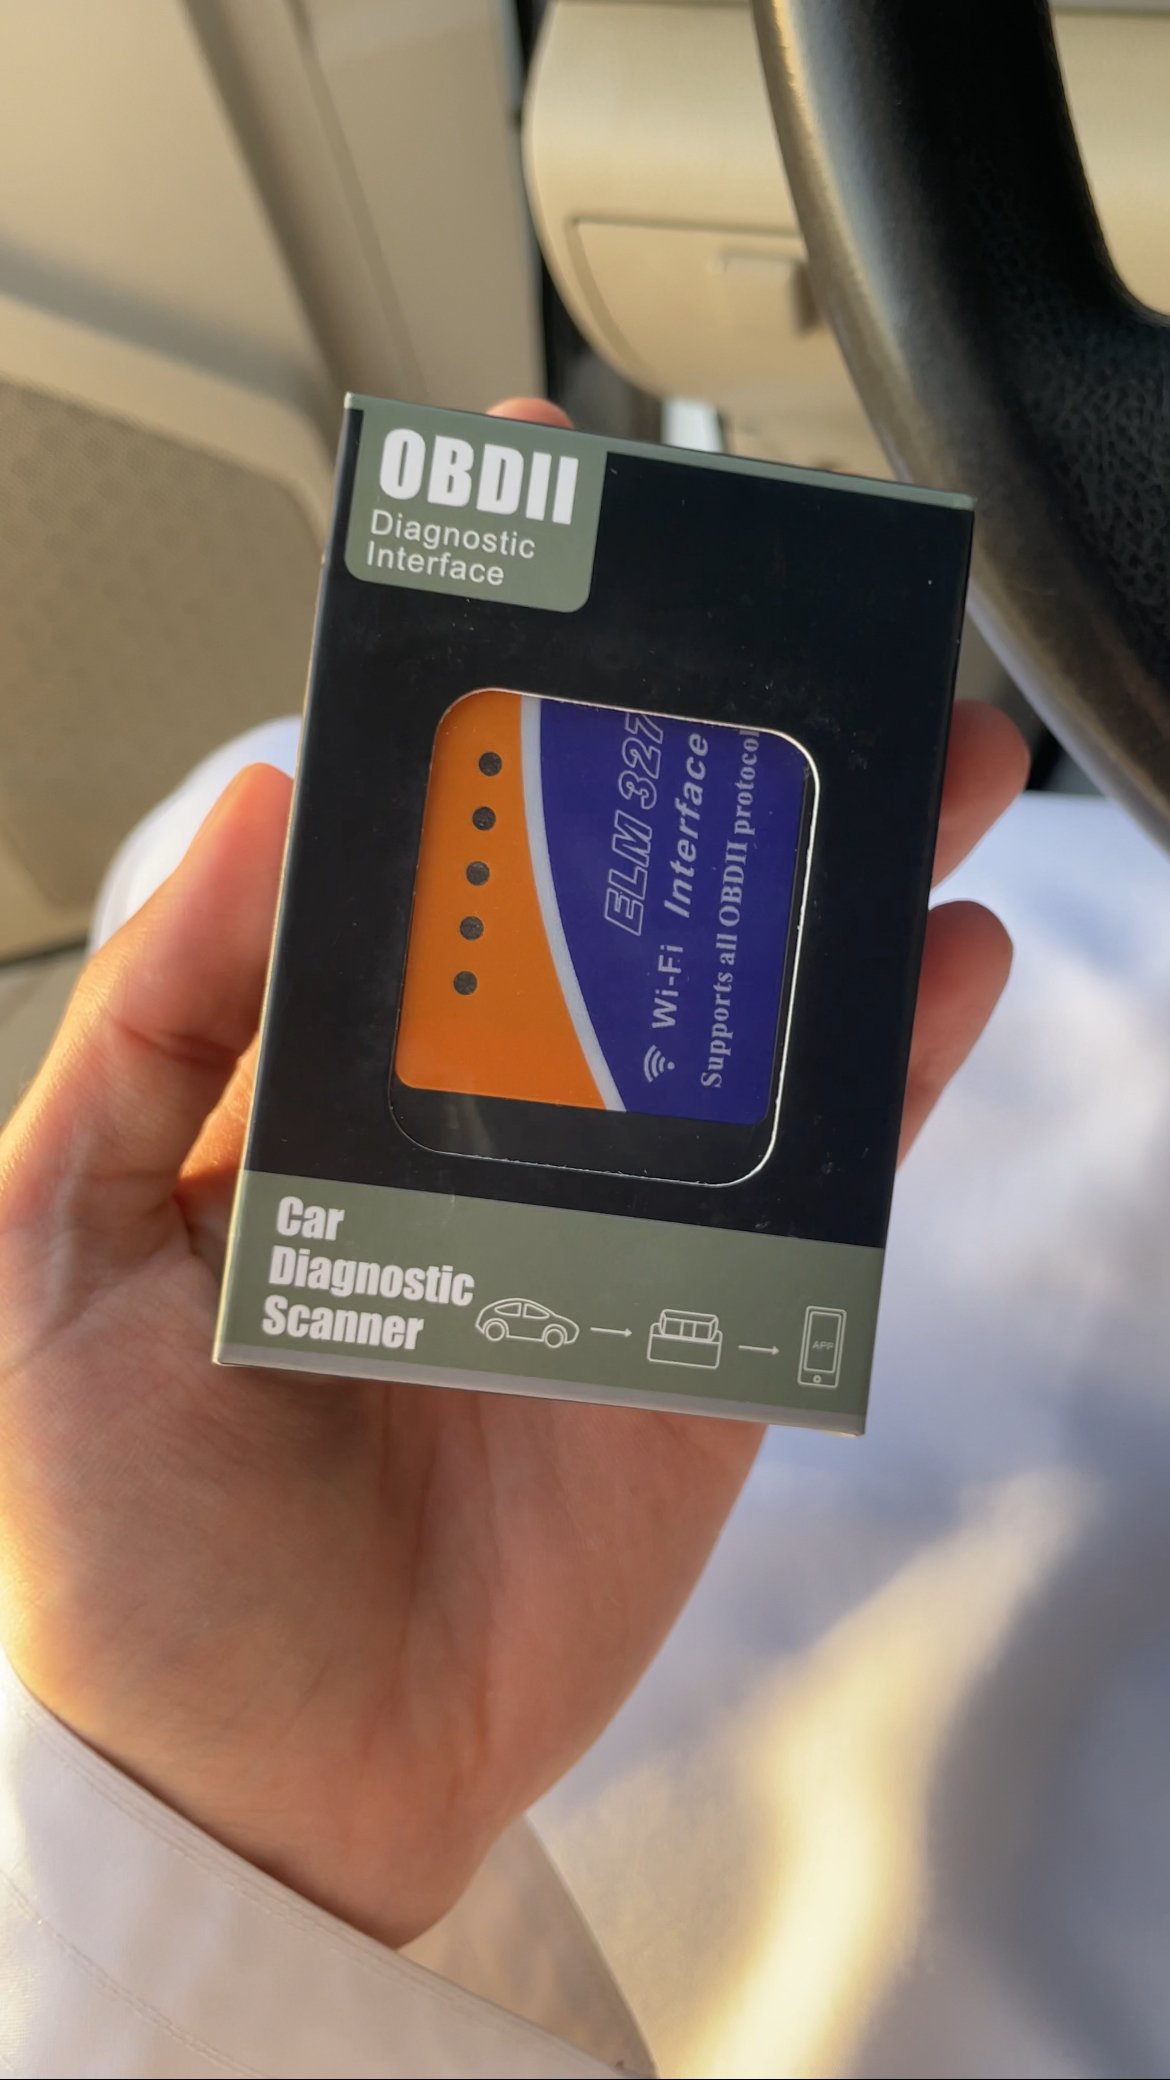 OBDII
Diagnostic
Interface
ELM 327
Wi-Fi Interface
Supports all OBDII protocol
Car
Diagnostic
Scanner
APP